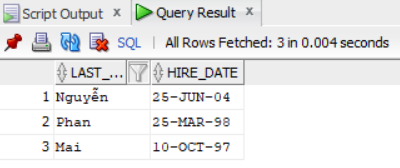 Script Output × Query Result ×
SQL | All Rows Fetched: 3 in 0.004 seconds
LAST_... HIRE_DATE
1 Nguyễn 25-JUN-04
2 Phan 25-MAR-98
3 Mai 10-OCT-97